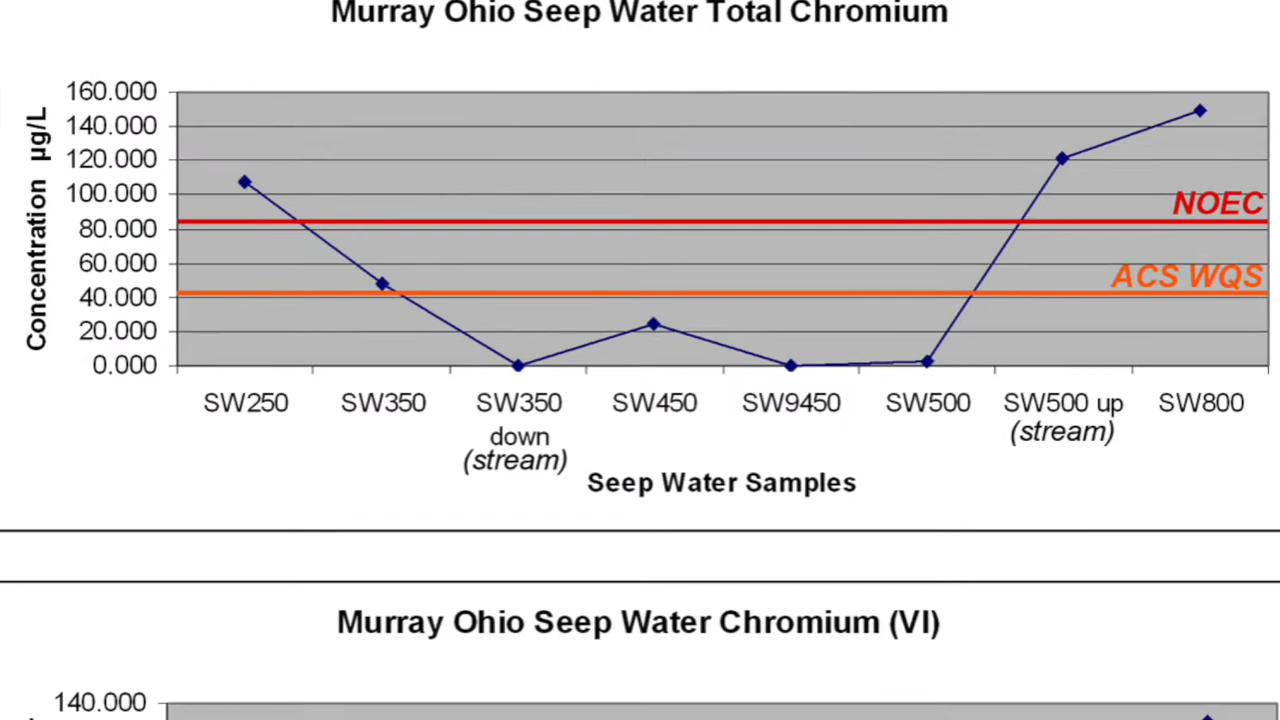 Murray Ohio Seep Water Total Chromium
Concentration µg/L
160.000
140.000
120.000
100.000
80.000
60.000
40.000
20.000
0.000
NOEC
ACS WQS
SW250 SW350 SW350 SW450 SW9450 SW500 SW500 up SW800
down
(stream)
(stream)
Seep Water Samples
Murray Ohio Seep Water Chromium (VI)
140.000